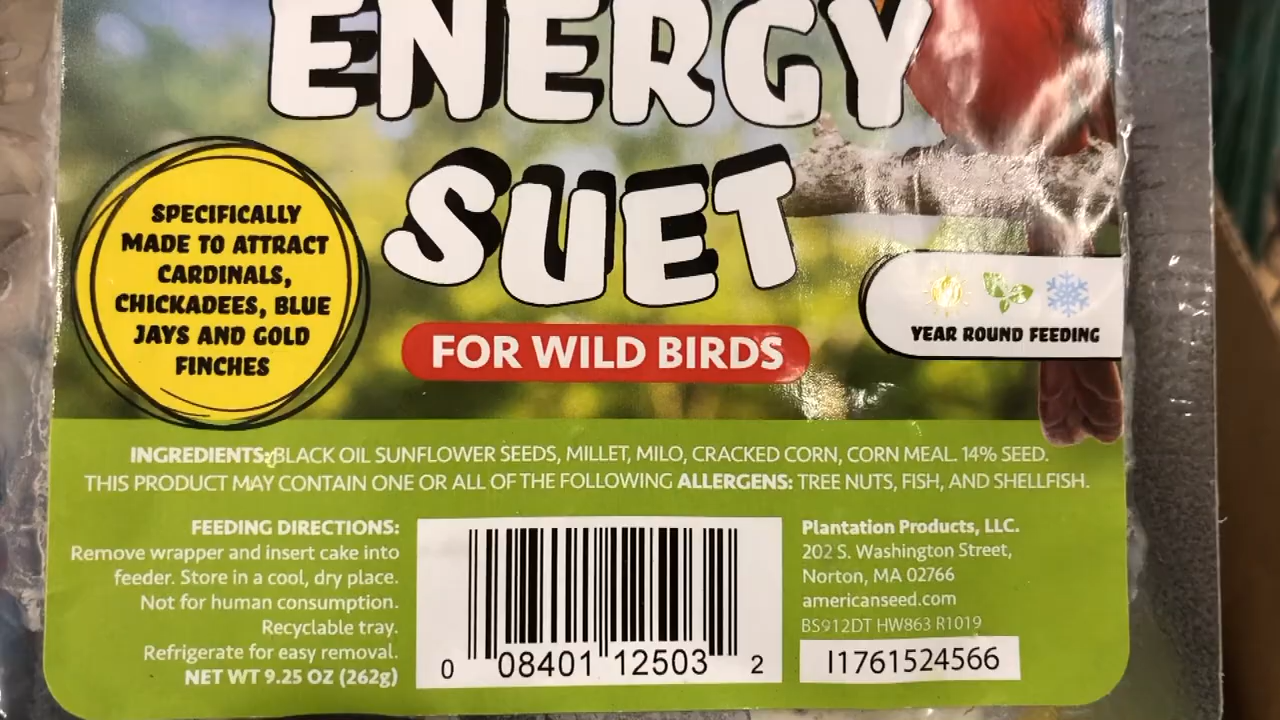 ENERGY
SUET
FOR WILD BIRDS
SPECIFICALLY
MADE TO ATTRACT
CARDINALS,
CHICKADEES, BLUE
JAYS AND GOLD
FINCHES
YEAR ROUND FEEDING
INGREDIENTS: BLACK OIL SUNFLOWER SEEDS, MILLET, MILO, CRACKED CORN, CORN MEAL. 14% SEED.
THIS PRODUCT MAY CONTAIN ONE OR ALL OF THE FOLLOWING ALLERGENS: TREE NUTS, FISH, AND SHELLFISH.
FEEDING DIRECTIONS:
Remove wrapper and insert cake into
feeder. Store in a cool, dry place.
Not for human consumption.
Recyclable tray.
Refrigerate for easy removal.
NET WT 9.25 OZ (262g)
0 08401 12503 2
Plantation Products, LLC.
202 S. Washington Street,
Norton, MA 02766
americanseed.com
BS912DT HW863 R1019
I1761524566